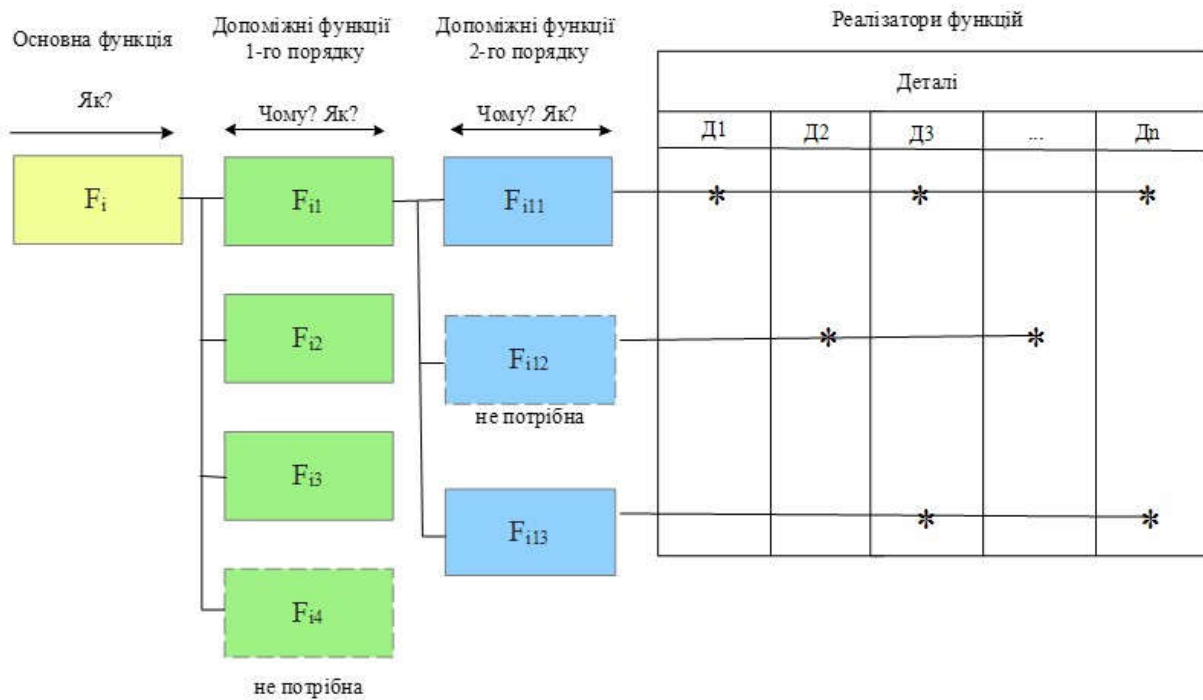 Основна функція
Допоміжні функції
1-го порядку
Допоміжні функції
2-го порядку
Реалізатори функцій
Деталі
Як?
Чому? Як?
Чому? Як?
Д1
Д2
Д3
...
Дn
Fi
Fi1
Fi11
*
*
*
Fi2
Fi12
*
*
не потрібна
Fi3
Fi13
*
*
Fi4
не потрібна